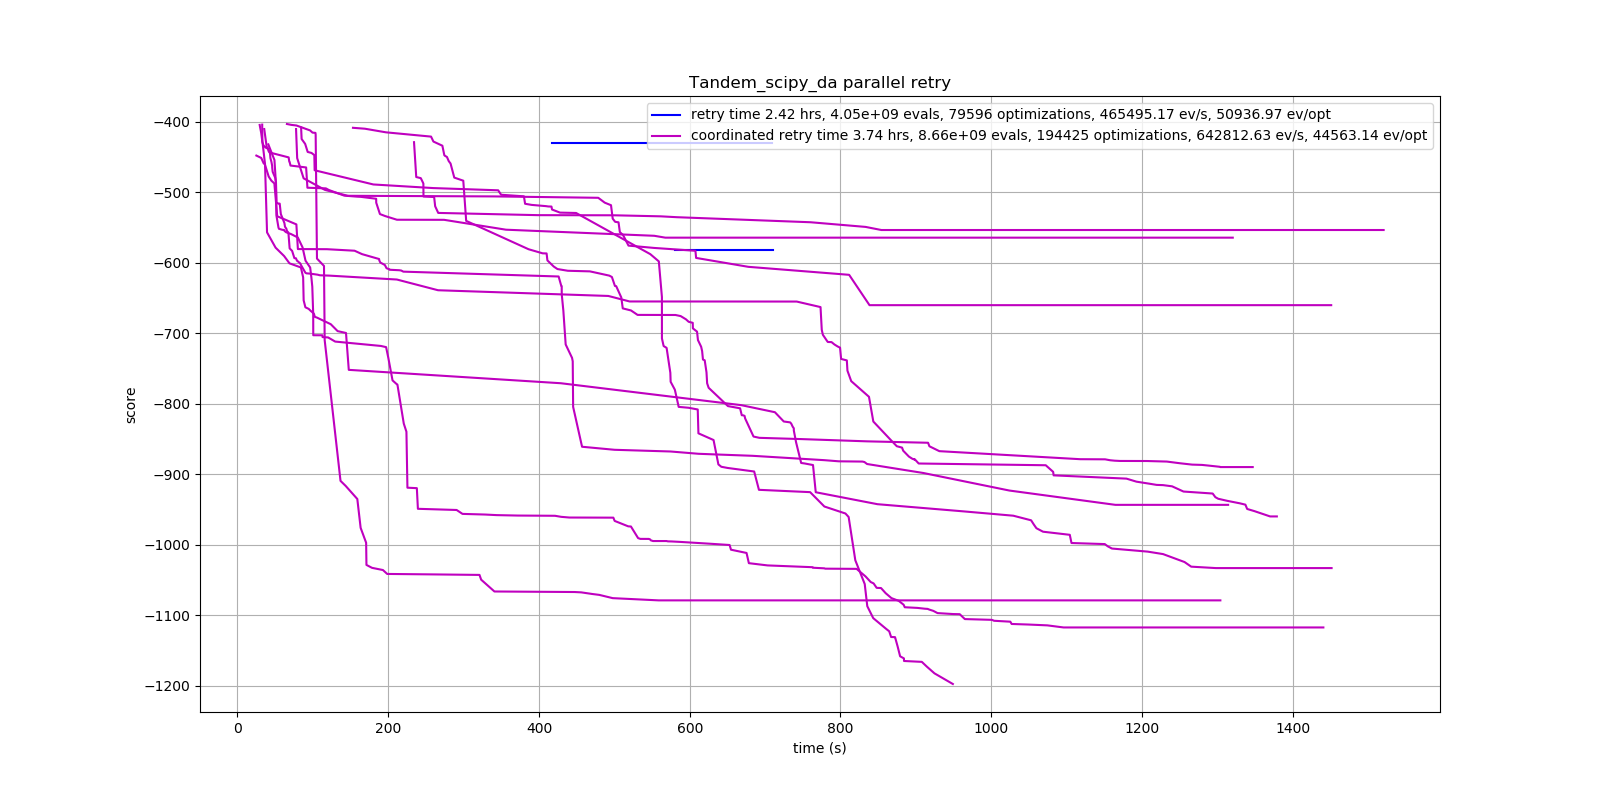 Tandem_scipy_da parallel retry
retry time 2.42 hrs, 4.05e+09 evals, 79596 optimizations, 465495.17 ev/s, 50936.97 ev/opt
coordinated retry time 3.74 hrs, 8.66e+09 evals, 194425 optimizations, 642812.63 ev/s, 44563.14 ev/opt
−400
−500
−600
−700
−800
−900
−1000
−1100
−1200
score
0 200 400 600 800 1000 1200 1400
time (s)